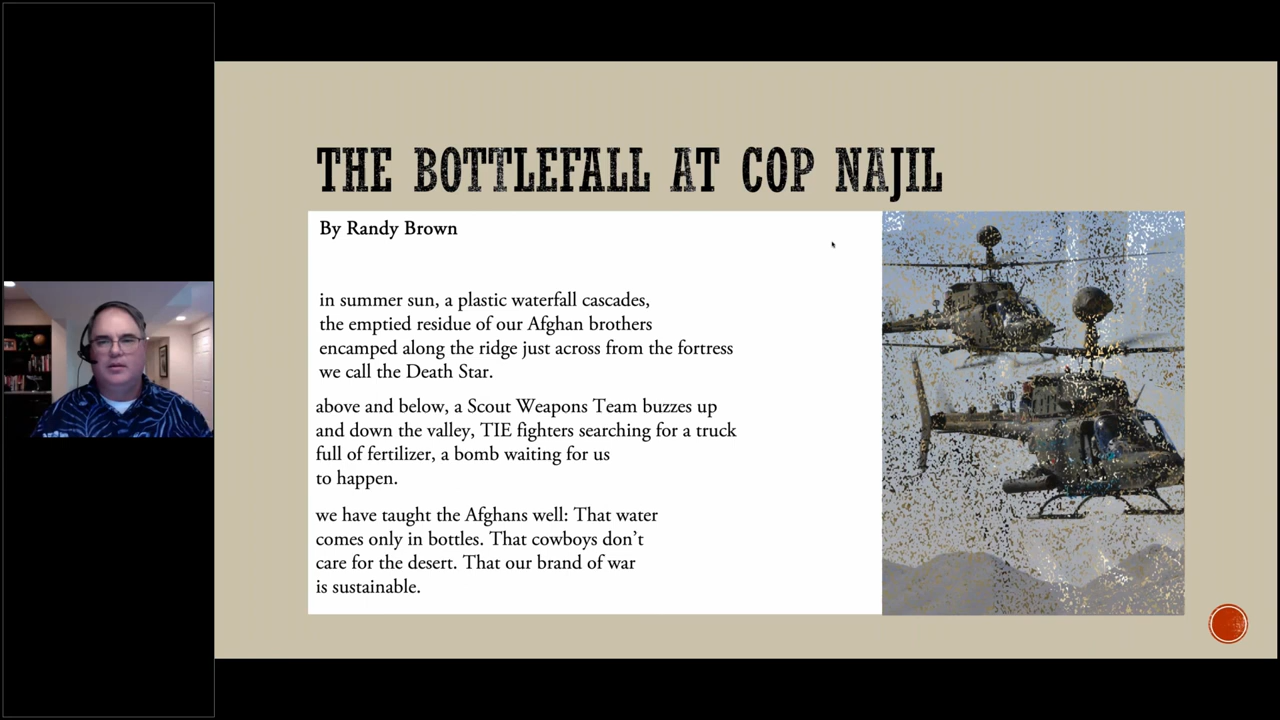 THE BOTTLEFALL AT COP NAJIL
By Randy Brown
in summer sun, a plastic waterfall cascades,
the emptied residue of our Afghan brothers
encamped along the ridge just across from the fortress
we call the Death Star.
above and below, a Scout Weapons Team buzzes up
and down the valley, TIE fighters searching for a truck
full of fertilizer, a bomb waiting for us
to happen.
we have taught the Afghans well: That water
comes only in bottles. That cowboys don’t
care for the desert. That our brand of war
is sustainable.